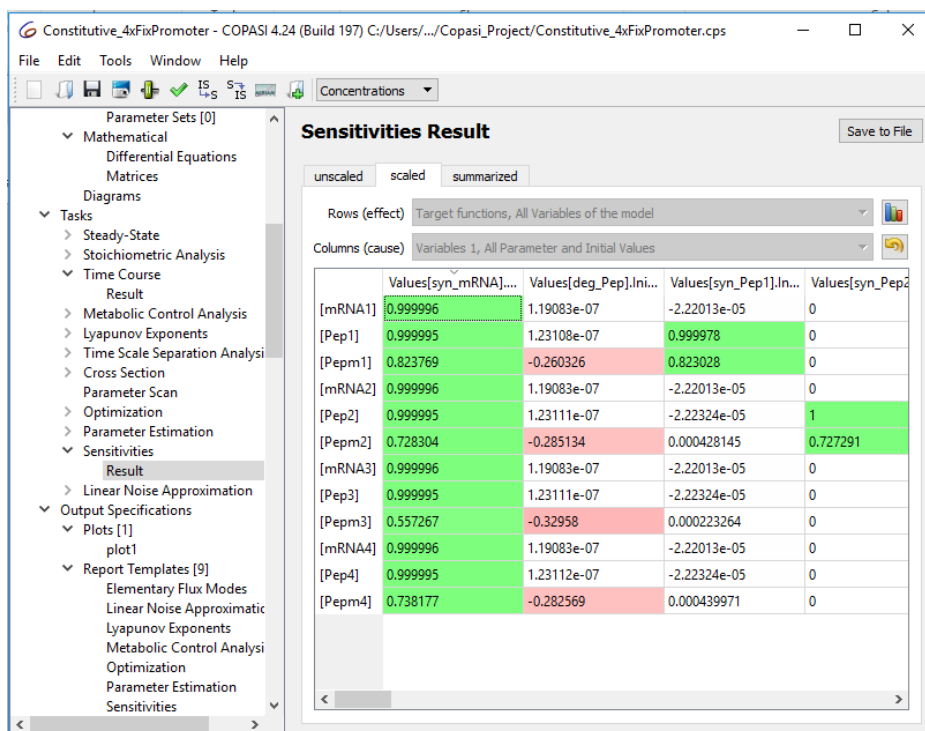 Constitutive_4xFixPromoter - COPASI 4.24 (Build 197) C:/Users/.../Copasi_Project/Constitutive_4xFixPromoter.cps
File Edit Tools Window Help
Concentrations
Parameter Sets [0]
Mathematical
Differential Equations
Matrices
Diagrams
Tasks
Steady-State
Stoichiometric Analysis
Time Course
Result
Metabolic Control Analysis
Lyapunov Exponents
Time Scale Separation Analysi
Cross Section
Parameter Scan
Optimization
Parameter Estimation
Sensitivities
Result
Linear Noise Approximation
Output Specifications
Plots [1]
plot1
Report Templates [9]
Elementary Flux Modes
Linear Noise Approximatic
Lyapunov Exponents
Metabolic Control Analysi
Optimization
Parameter Estimation
Sensitivities
Sensitivities Result
Save to File
unscaled scaled summarized
Rows (effect) Target functions, All Variables of the model
Columns (cause) Variables 1, All Parameter and Initial Values
Values[syn_mRNA].... Values[deg_Pep].Ini... Values[syn_Pep1].In... Values[syn_Pep2
[mRNA1] 0.999996 1.19083e-07 -2.22013e-05 0
[Pep1] 0.999995 1.23108e-07 0.999978 0
[Pepm1] 0.823769 -0.260326 0.823028 0
[mRNA2] 0.999996 1.19083e-07 -2.22013e-05 0
[Pep2] 0.999995 1.23111e-07 -2.22324e-05 1
[Pepm2] 0.728304 -0.285134 0.000428145 0.727291
[mRNA3] 0.999996 1.19083e-07 -2.22013e-05 0
[Pep3] 0.999995 1.23111e-07 -2.22324e-05 0
[Pepm3] 0.557267 -0.32958 0.000223264 0
[mRNA4] 0.999996 1.19083e-07 -2.22013e-05 0
[Pep4] 0.999995 1.23112e-07 -2.22324e-05 0
[Pepm4] 0.738177 -0.282569 0.000439971 0